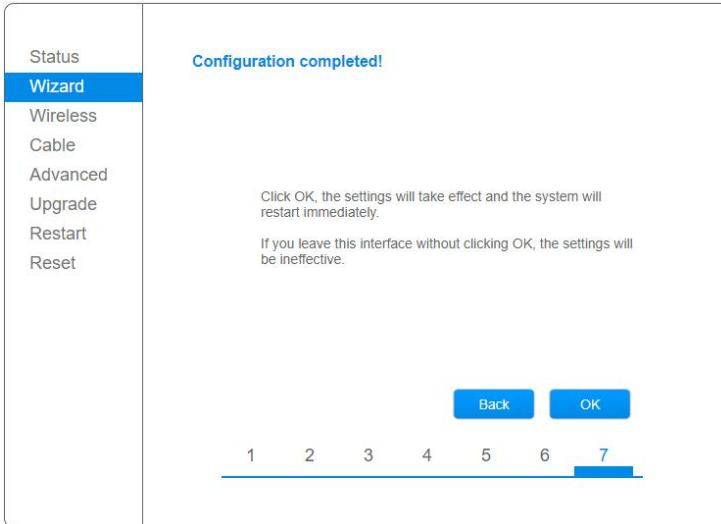 Status
Wizard
Wireless
Cable
Advanced
Upgrade
Restart
Reset
Configuration completed!
Click OK, the settings will take effect and the system will
restart immediately.
If you leave this interface without clicking OK, the settings will
be ineffective.
Back OK
1 2 3 4 5 6 7